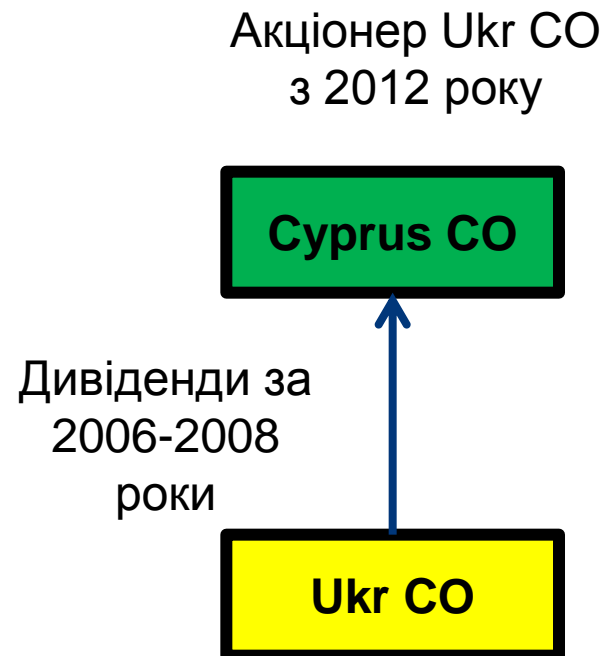 Акціонер Ukr CO
з 2012 року
Cyprus CO
Дивіденди за
2006-2008
роки
Ukr CO